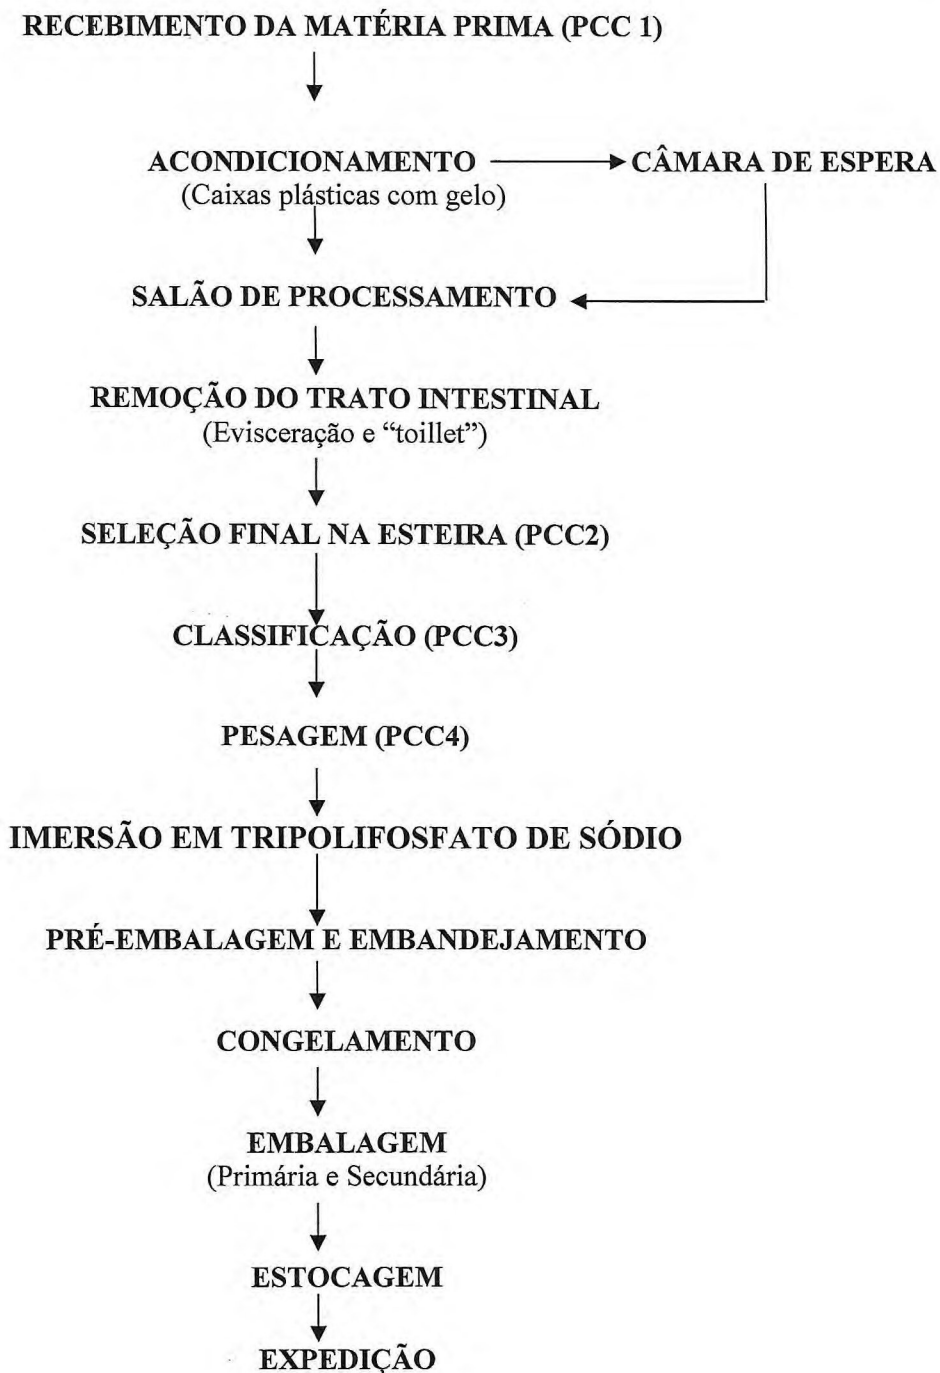 RECEBIMENTO DA MATÉRIA PRIMA (PCC 1)
ACONDICIONAMENTO
CÂMARA DE ESPERA
(Caixas plásticas com gelo)
SALÃO DE PROCESSAMENTO
REMOÇÃO DO TRATO INTESTINAL
(Evisceração e “toillet”)
SELEÇÃO FINAL NA ESTEIRA (PCC2)
CLASSIFICAÇÃO (PCC3)
PESAGEM (PCC4)
IMERSÃO EM TRIPOLIFOSFATO DE SÓDIO
PRÉ-EMBALAGEM E EMBANDEJAMENTO
CONGELAMENTO
EMBALAGEM
(Primária e Secundária)
ESTOCAGEM
EXPEDIÇÃO